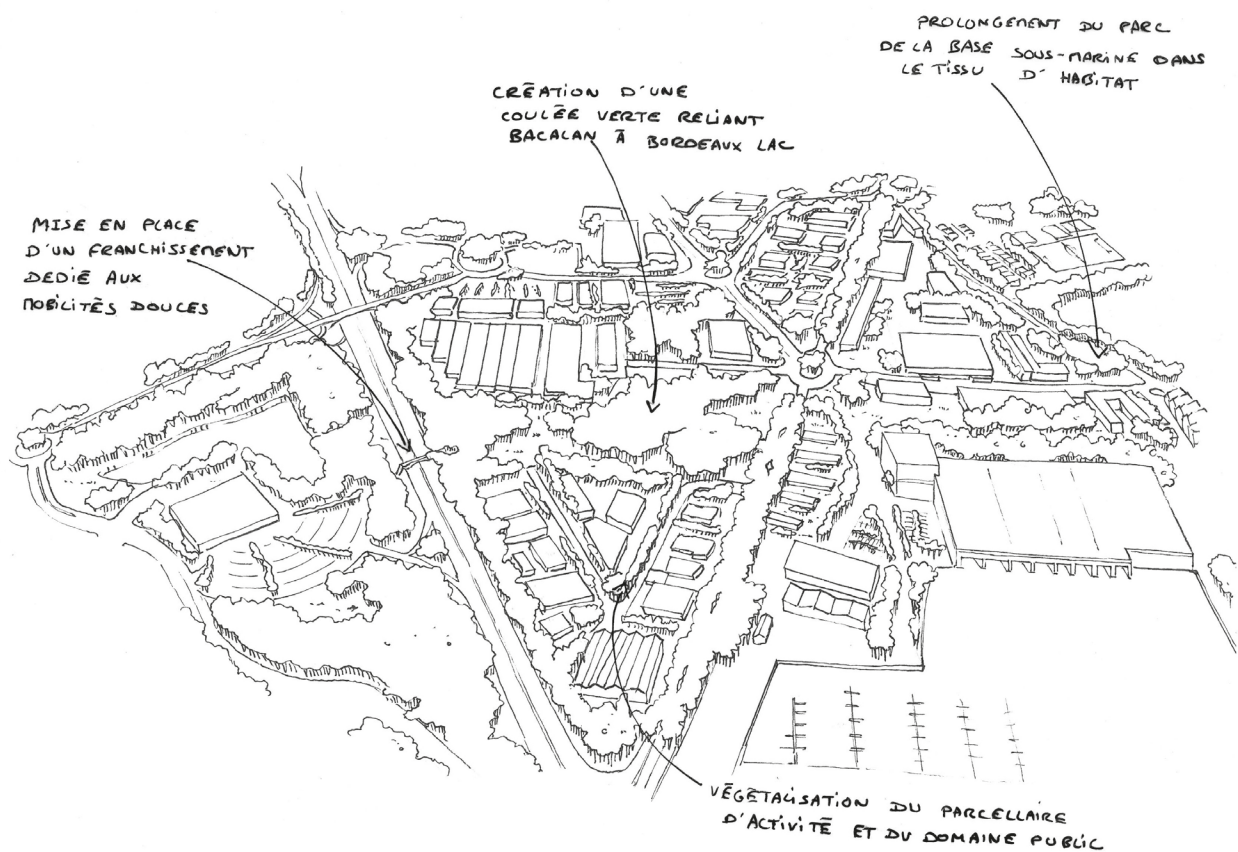 PROLONGEMENT DU PARC
DE LA BASE SOUS-MARINE DANS
LE TISSU D'HABITAT
CRÉATION D'UNE
COULÉE VERTE RELIANT
BACALAN À BORDEAUX LAC
MISE EN PLACE
D'UN FRANCHISSEMENT
DEDIÉ AUX
MOBILITÉS DOUCES
VÉGÉTALISATION DU PARCELLAIRE
D'ACTIVITÉ ET DU DOMAINE PUBLIC